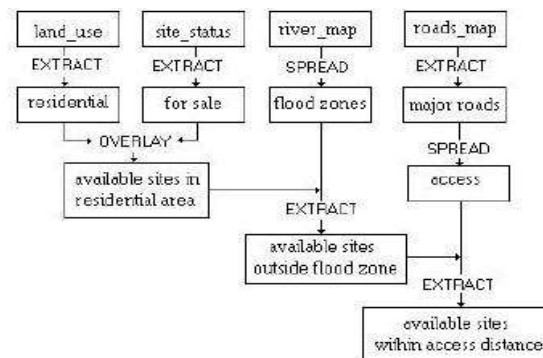 land_use site_status river_map roads_map
EXTRACT EXTRACT SPREAD EXTRACT
residential for sale flood zones major roads
OVERLAY SPREAD
available sites in
residential area
access
EXTRACT
available sites
outside flood zone
EXTRACT
available sites
within access distance